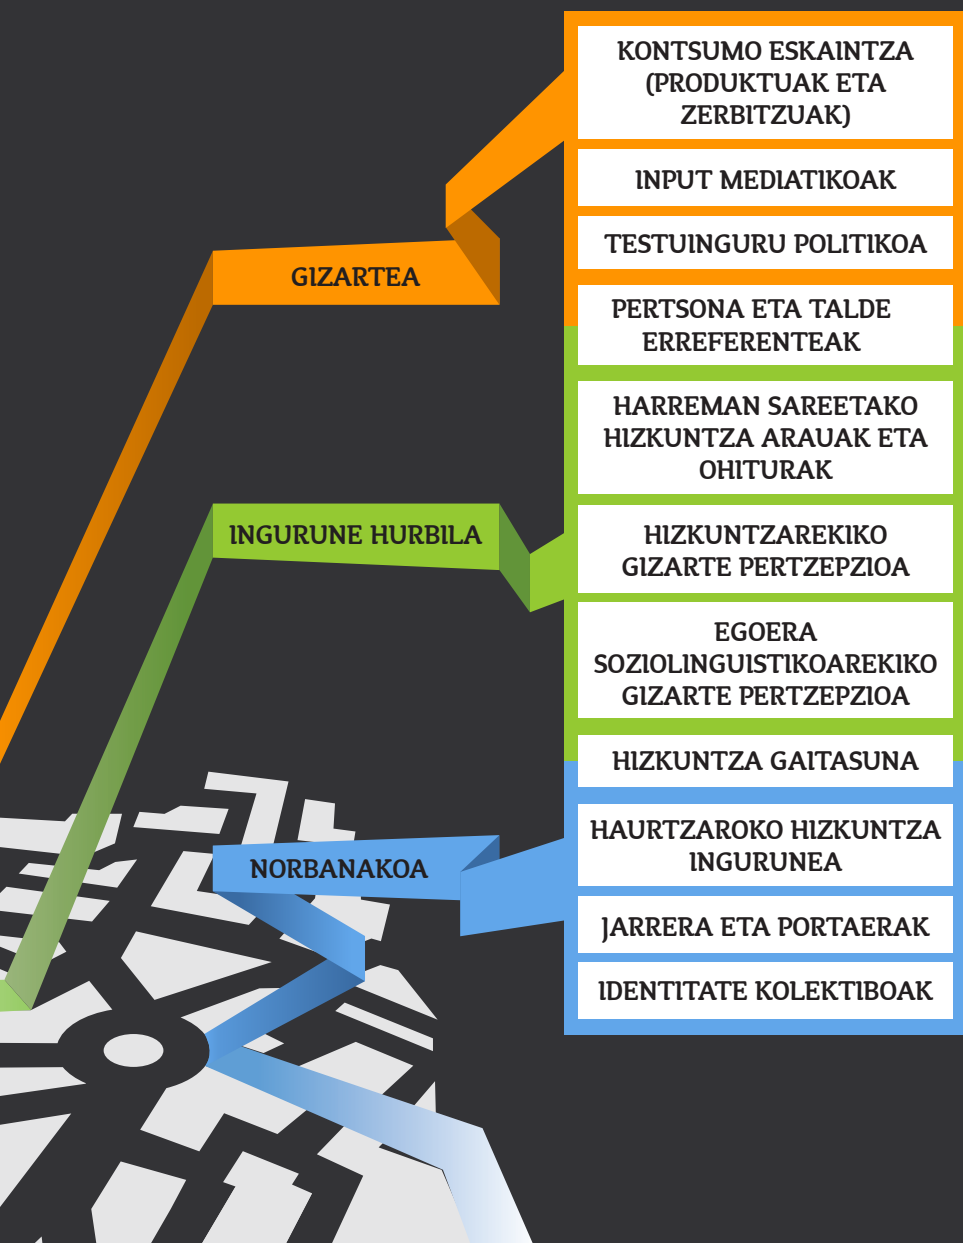 KONTSUMO ESKAINTZA
(PRODUKTUAK ETA
ZERBITZUAK)
INPUT MEDIATIKOAK
TESTUINGURU POLITIKOA
GIZARTEA
PERTSONA ETA TALDE
ERREFERENTEAK
HARREMAN SAREETAKO
HIZKUNTZA ARAUAK ETA
OHITURAK
INGURUNE HURBILA
HIZKUNTZAREKIKO
GIZARTE PERTZEPZIOA
EGOERA
SOZIOLINGUISTIKOAREKIKO
GIZARTE PERTZEPZIOA
HIZKUNTZA GAITASUNA
NORBANAKOA
HAURTZAROKO HIZKUNTZA
INGURUNEA
JARRERA ETA PORTAERAK
IDENTITATE KOLEKTIBOAK